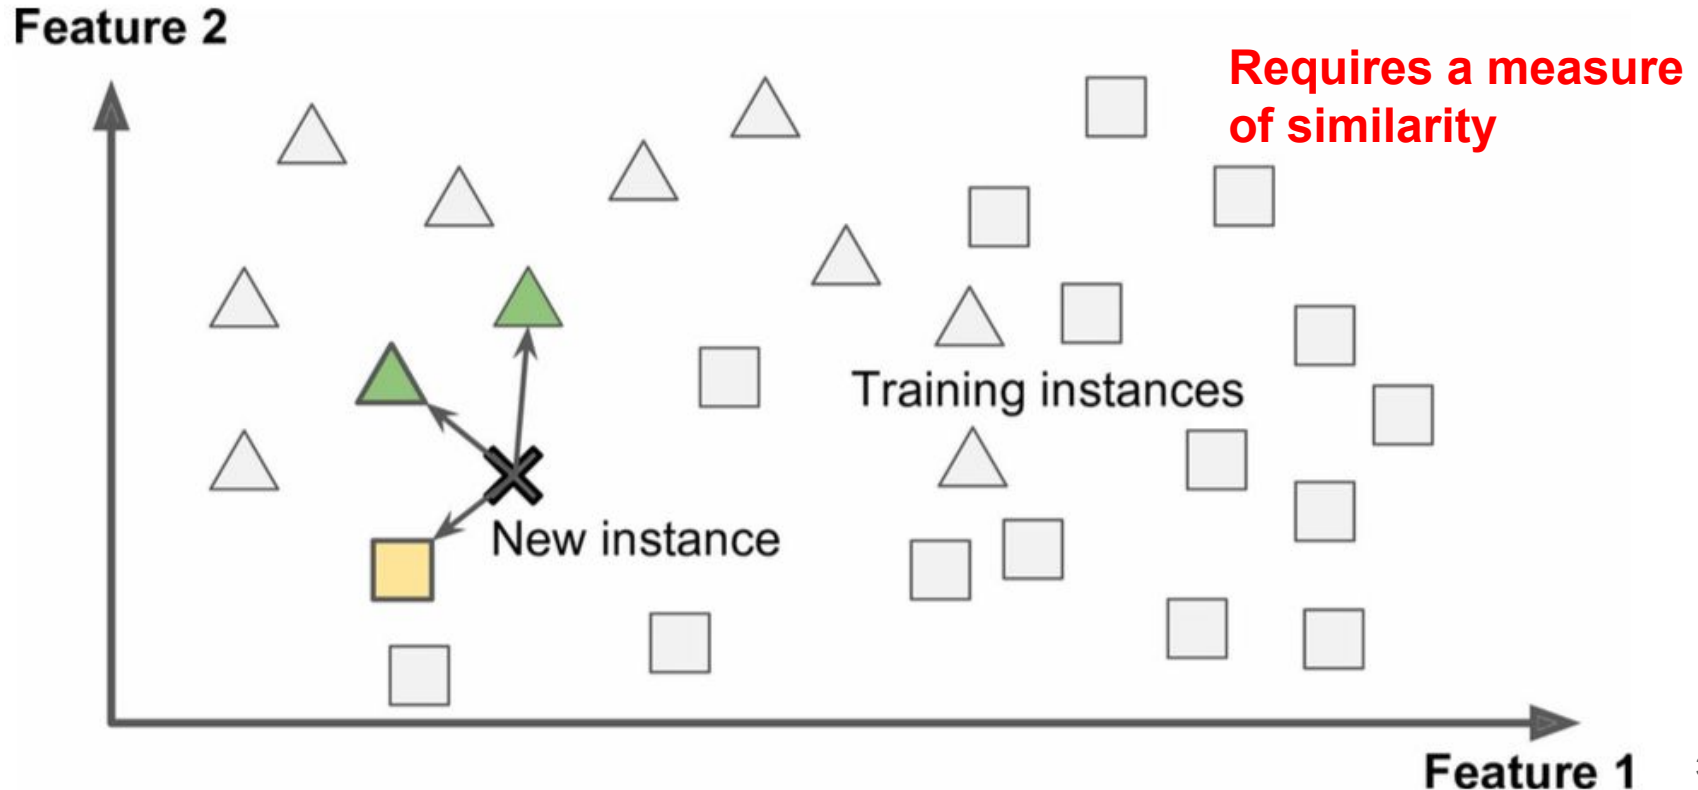 Feature 2
Requires a measure
of similarity
Training instances
New instance
Feature 1